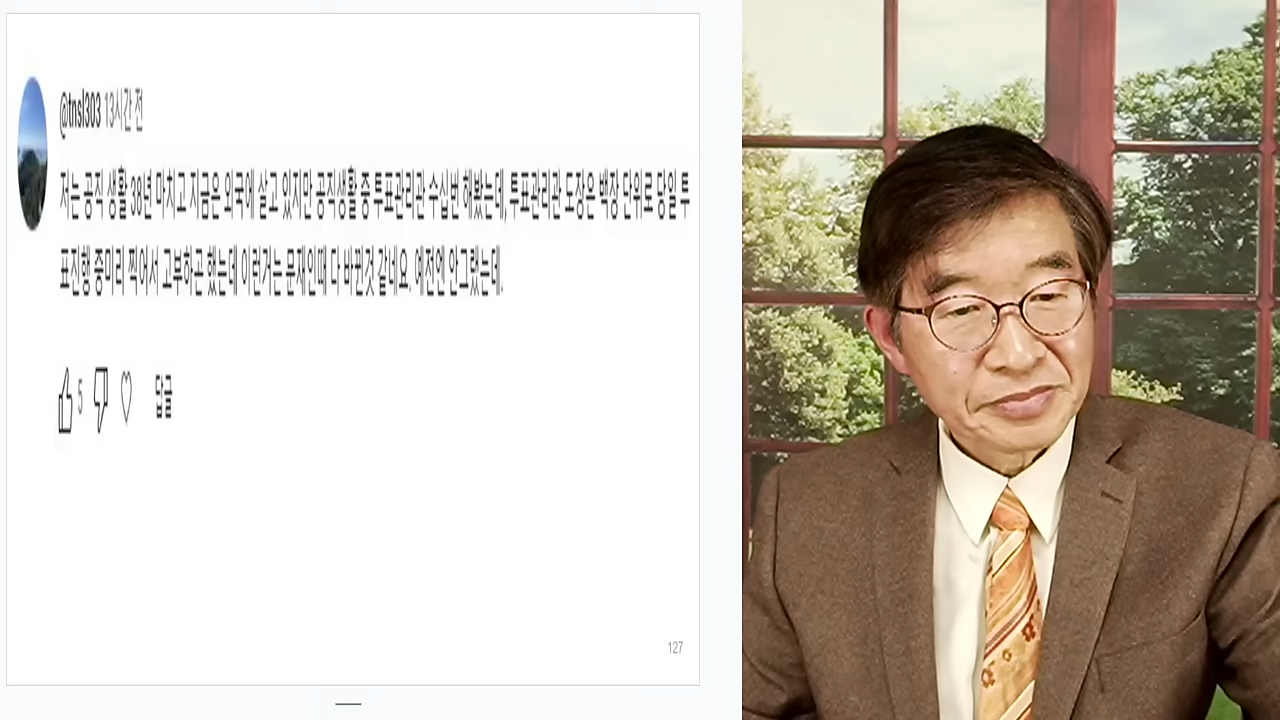 @tnsl303 13시간 전
저는 공직 생활 38년 마치고 지금은 외국에 살고 있지만 공직생활 중 투표관리관 수십번 해봤는데, 투표관리관 도장은 백장 단위로 당일 투
표진행 중미리 찍어서 교부하곤 했는데 이런거는 문재인때 다 바뀐것 같네요. 예전엔 안그랬는데.
5 답글
127